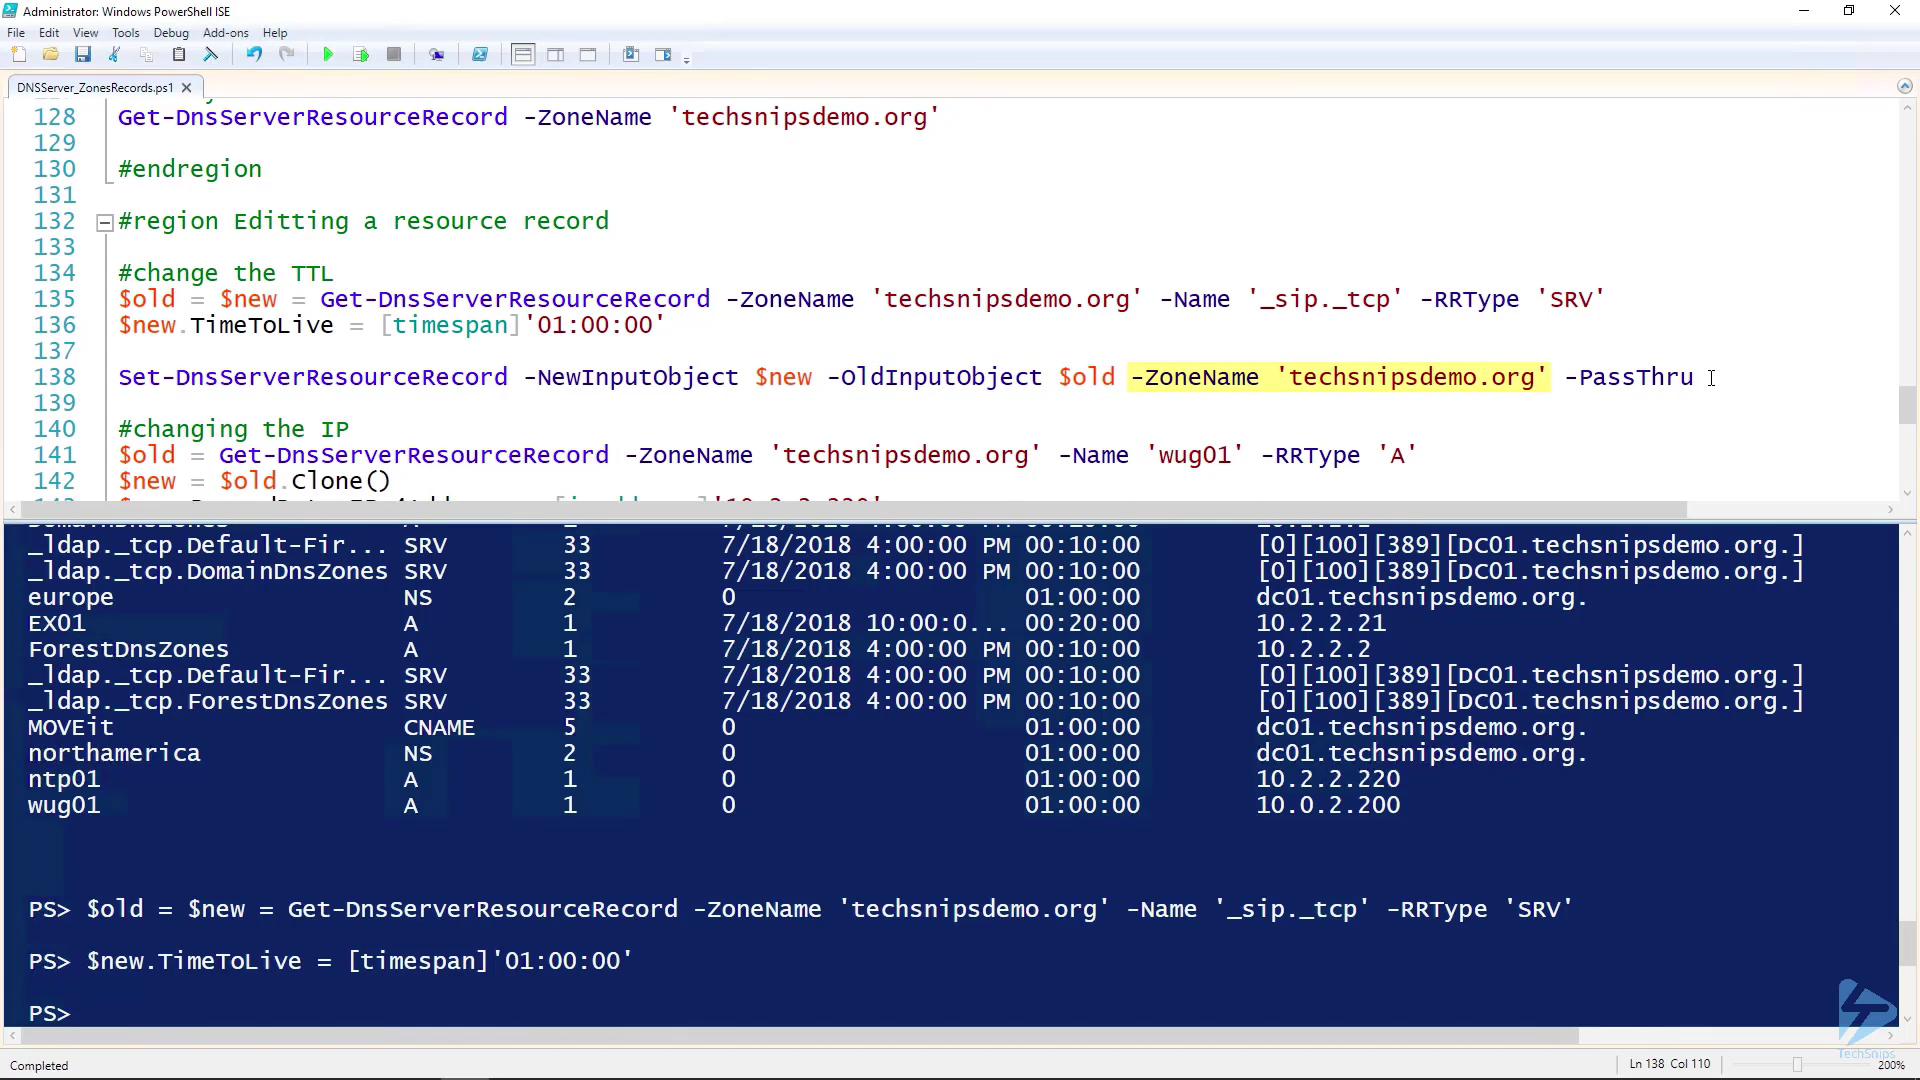 Administrator: Windows PowerShell ISE
File Edit View Tools Debug Add-ons Help
DNSServer_ZonesRecords.ps1
128 Get-DnsServerResourceRecord -ZoneName 'techsnipsdemo.org'
129
130 #endregion
131
132 #region Editting a resource record
133
134 #change the TTL
135 $old = $new = Get-DnsServerResourceRecord -ZoneName 'techsnipsdemo.org' -Name '_sip._tcp' -RRType 'SRV'
136 $new.TimeToLive = [timespan]'01:00:00'
137
138 Set-DnsServerResourceRecord -NewInputObject $new -OldInputObject $old -ZoneName 'techsnipsdemo.org' -PassThru
139
140 #changing the IP
141 $old = Get-DnsServerResourceRecord -ZoneName 'techsnipsdemo.org' -Name 'wug01' -RRType 'A'
142 $new = $old.Clone()
_ldap._tcp.Default-Fir... SRV 33 7/18/2018 4:00:00 PM 00:10:00 [0][100][389][DC01.techsnipsdemo.org.]
_ldap._tcp.DomainDnsZones SRV 33 7/18/2018 4:00:00 PM 00:10:00 [0][100][389][DC01.techsnipsdemo.org.]
europe NS 2 0 01:00:00 dc01.techsnipsdemo.org.
EX01 A 1 7/18/2018 10:00:0... 00:20:00 10.2.2.21
ForestDnsZones A 1 7/18/2018 4:00:00 PM 00:10:00 10.2.2.2
_ldap._tcp.Default-Fir... SRV 33 7/18/2018 4:00:00 PM 00:10:00 [0][100][389][DC01.techsnipsdemo.org.]
_ldap._tcp.ForestDnsZones SRV 33 7/18/2018 4:00:00 PM 00:10:00 [0][100][389][DC01.techsnipsdemo.org.]
MOVEit CNAME 5 0 01:00:00 dc01.techsnipsdemo.org.
northamerica NS 2 0 01:00:00 dc01.techsnipsdemo.org.
ntp01 A 1 0 01:00:00 10.2.2.220
wug01 A 1 0 01:00:00 10.0.2.200
PS> $old = $new = Get-DnsServerResourceRecord -ZoneName 'techsnipsdemo.org' -Name '_sip._tcp' -RRType 'SRV'
PS> $new.TimeToLive = [timespan]'01:00:00'
PS>
TechSnips
Completed Ln 138 Col 110 200%